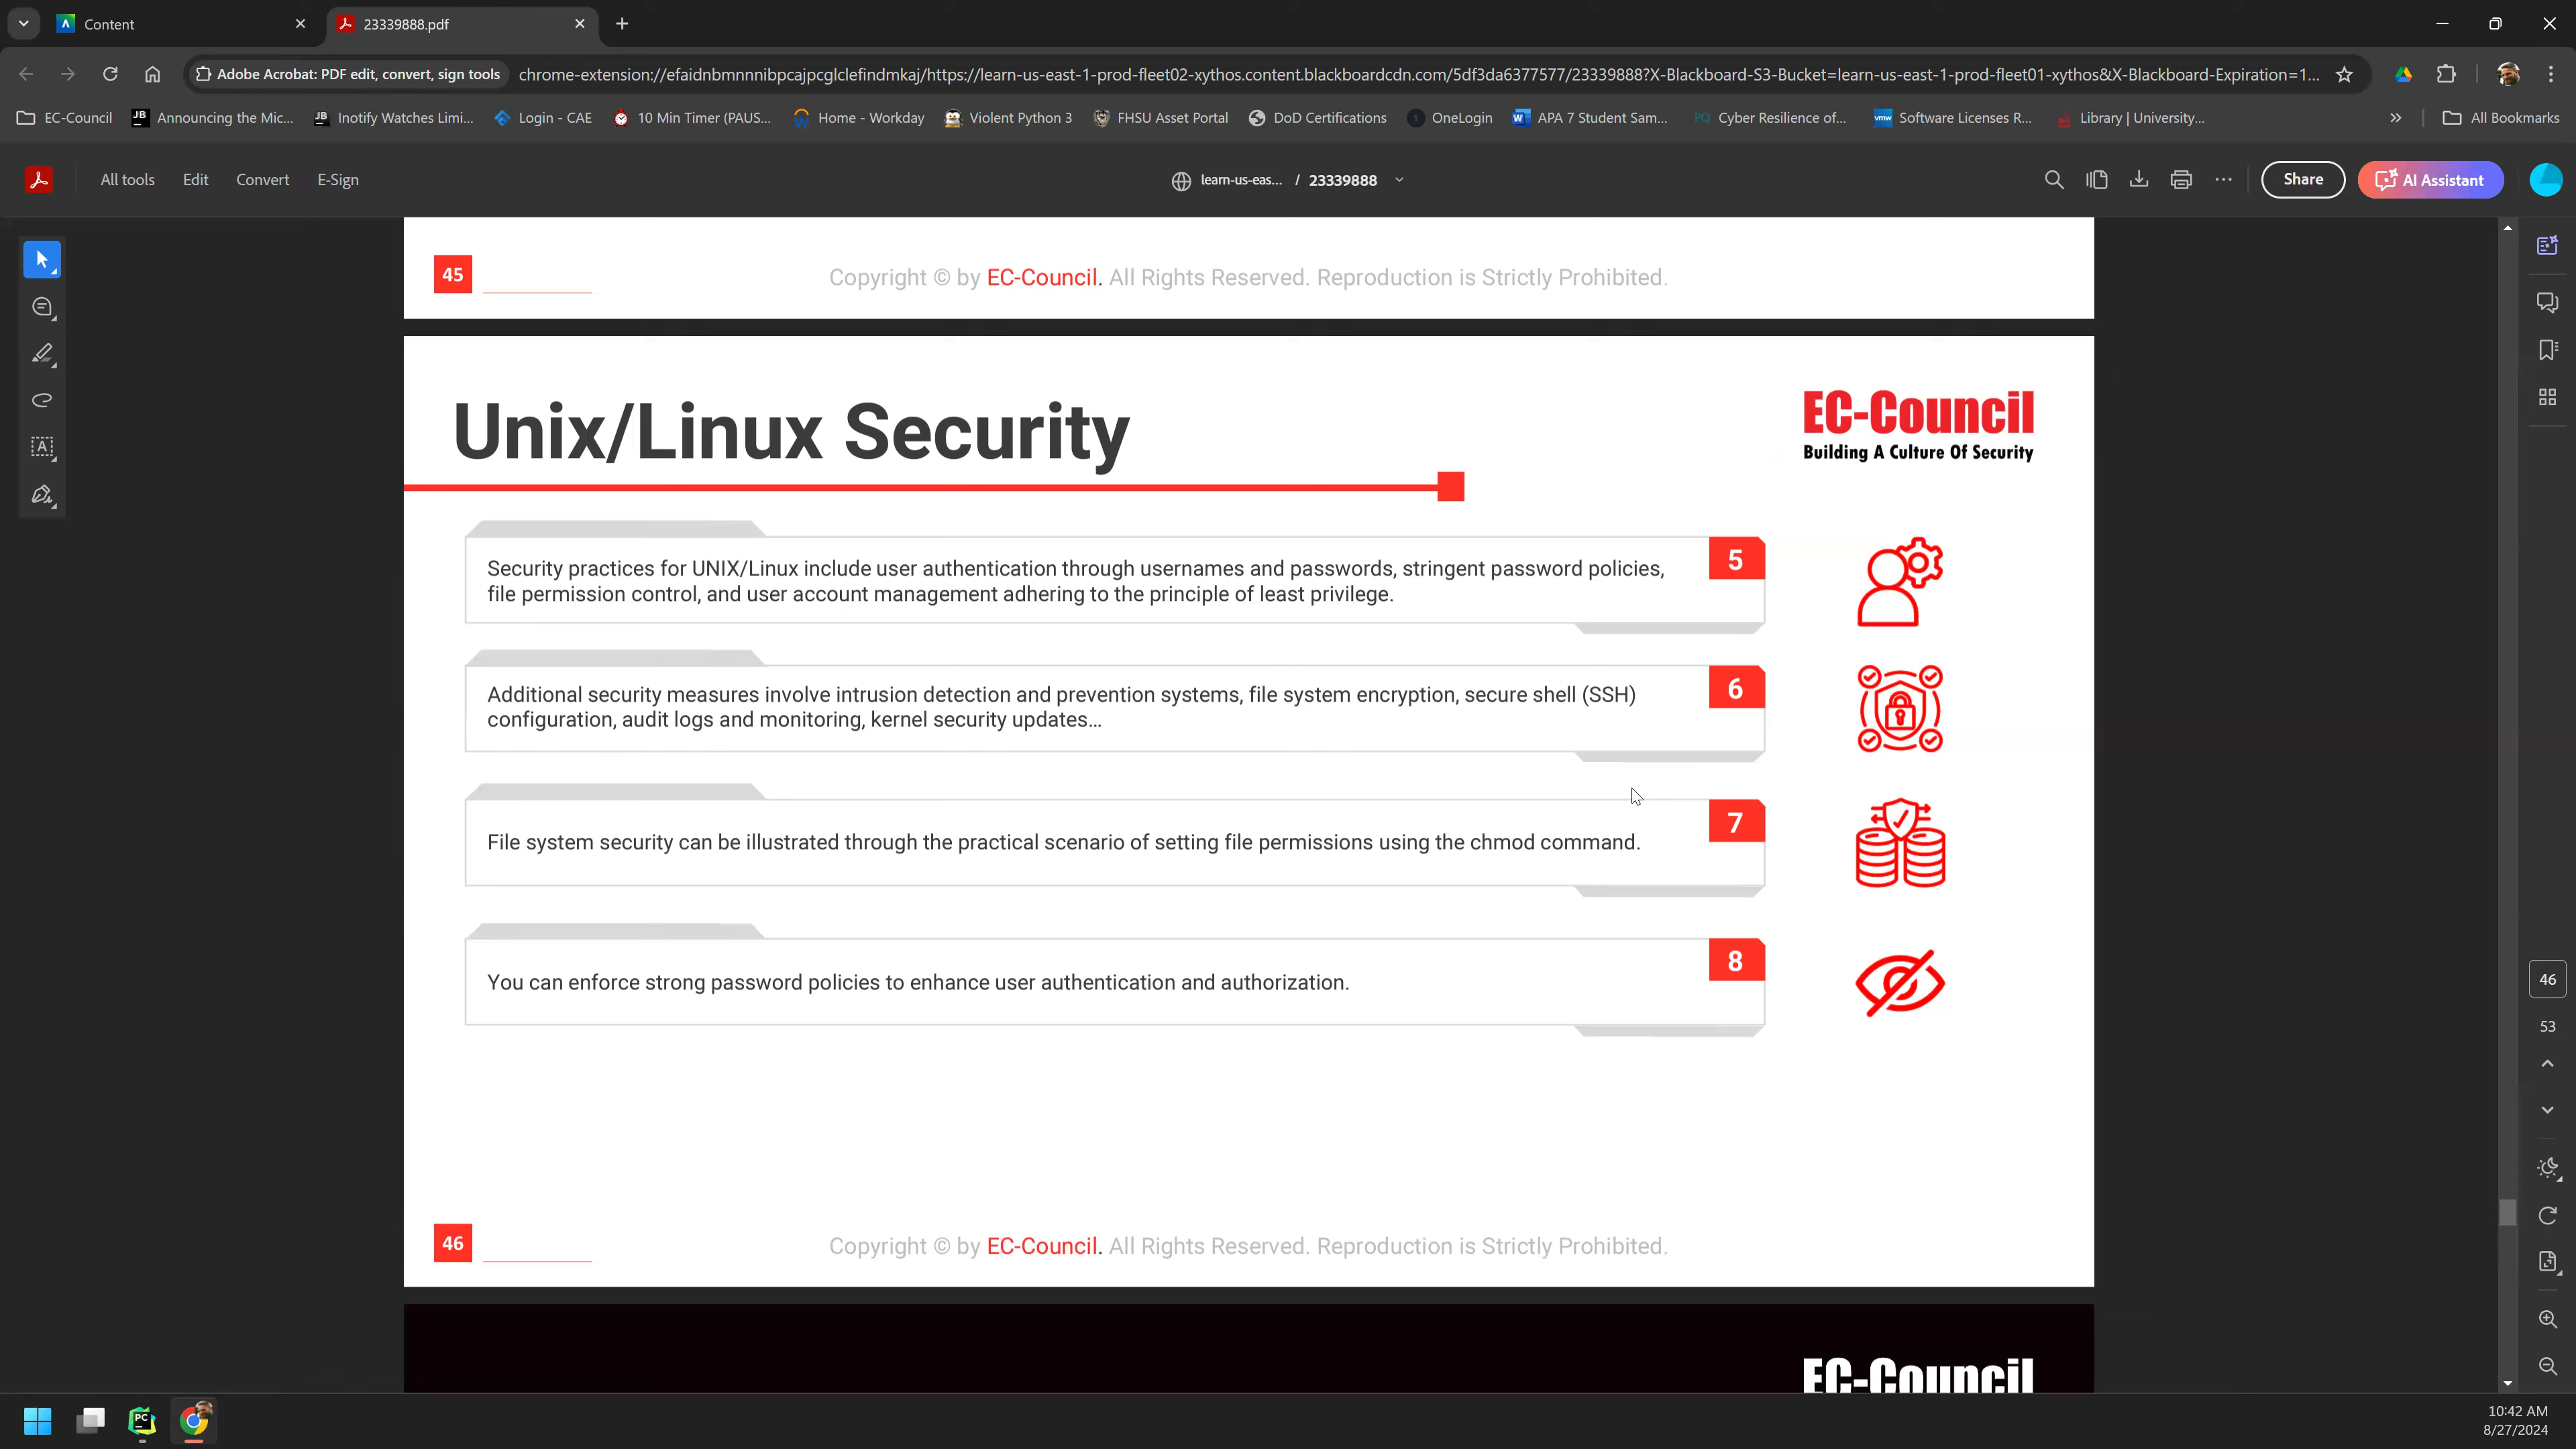 Content
23339888.pdf
Adobe Acrobat: PDF edit, convert, sign tools
chrome-extension://efaidnbmnnnibpcajpcglclefindmkaj/https://learn-us-east-1-prod-fleet02-xythos.content.blackboardcdn.com/5df3da6377577/23339888?X-Blackboard-S3-Bucket=learn-us-east-1-prod-fleet01-xythos&X-Blackboard-Expiration=1...
EC-Council
JB Announcing the Mic...
JB Inotify Watches Limi...
Login - CAE
10 Min Timer (PAUS...
Home - Workday
Violent Python 3
FHSU Asset Portal
DoD Certifications
OneLogin
APA 7 Student Sam...
PQ Cyber Resilience of...
vmw Software Licenses R...
Library | University...
All Bookmarks
All tools
Edit
Convert
E-Sign
learn-us-eas... / 23339888
Share
AI Assistant
45
Copyright © by EC-Council. All Rights Reserved. Reproduction is Strictly Prohibited.
Unix/Linux Security
EC-Council
Building A Culture Of Security
5
Security practices for UNIX/Linux include user authentication through usernames and passwords, stringent password policies,
file permission control, and user account management adhering to the principle of least privilege.
6
Additional security measures involve intrusion detection and prevention systems, file system encryption, secure shell (SSH)
configuration, audit logs and monitoring, kernel security updates…
7
File system security can be illustrated through the practical scenario of setting file permissions using the chmod command.
8
You can enforce strong password policies to enhance user authentication and authorization.
46
Copyright © by EC-Council. All Rights Reserved. Reproduction is Strictly Prohibited.
EC-Council
46
53
PC
10:42 AM
8/27/2024